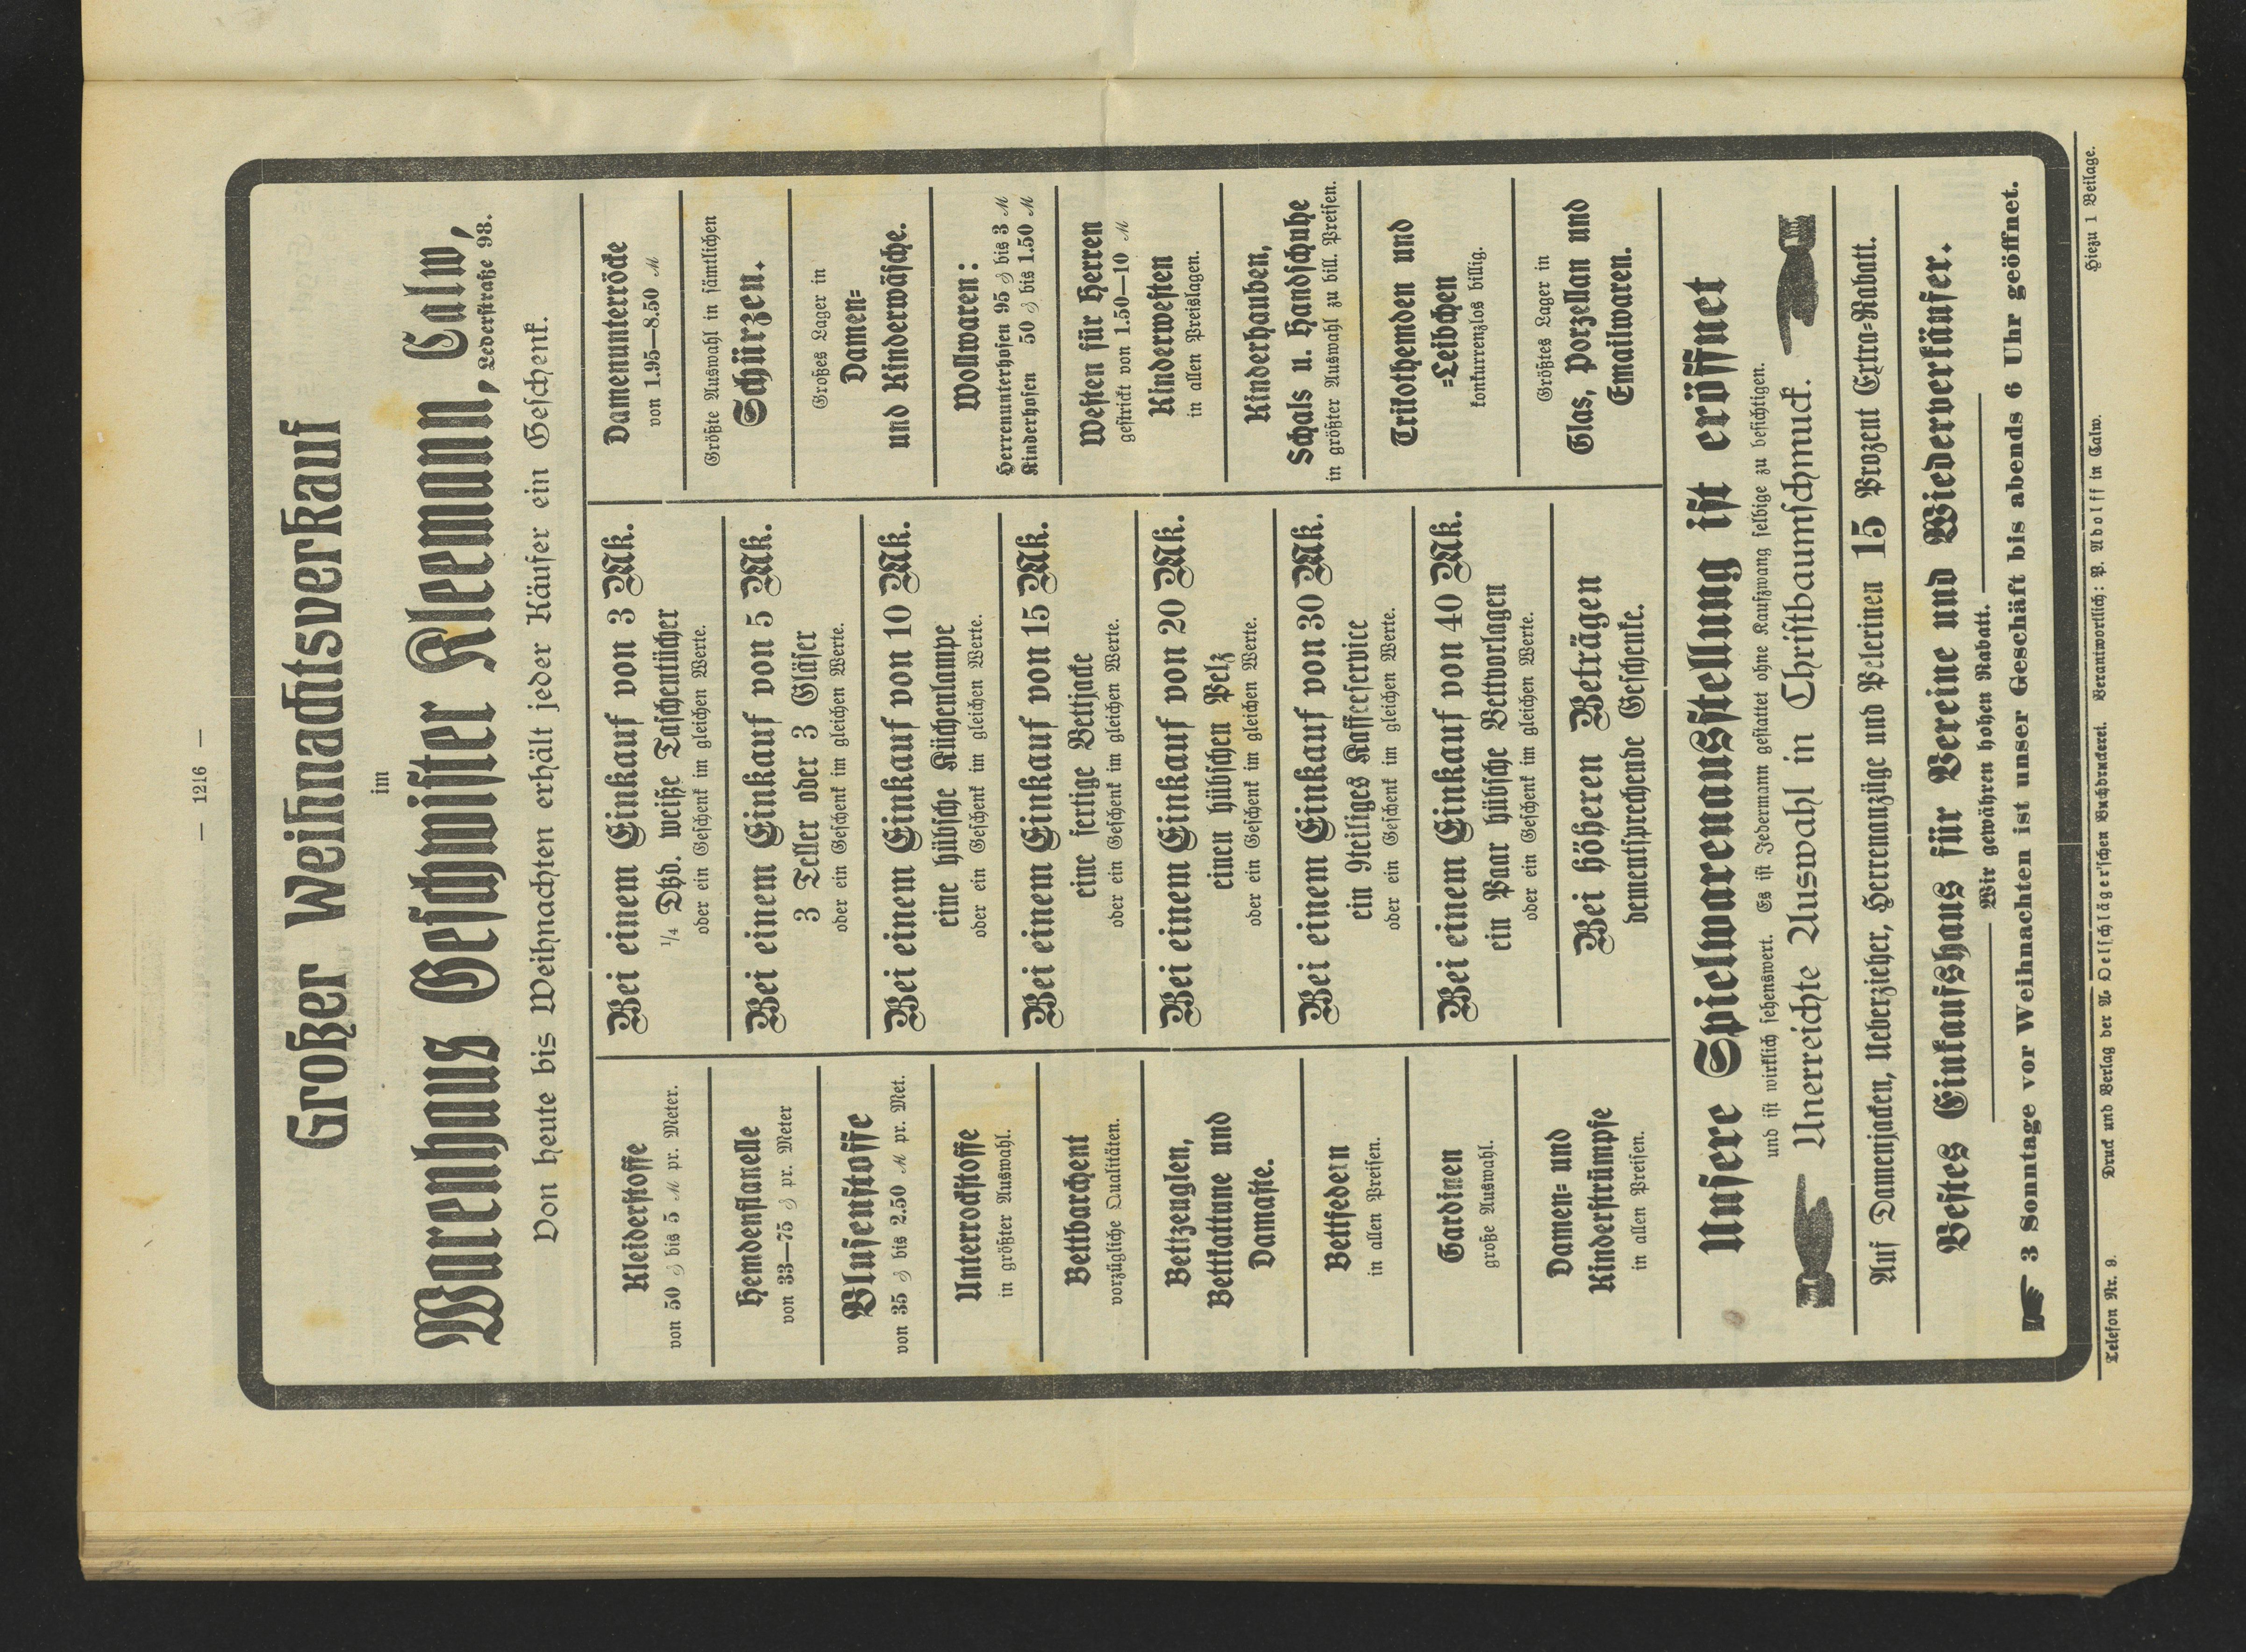 — 1216 —
Großer Weihnachtsverkauf
im
Warenhaus Geschwister Kleemann, Calw,
Lederstraße 98.
Von heute bis Weihnachten erhält jeder Käufer ein Geschenk.
Kleiderstoffe
von 50 ₰ bis 5 ℳ pr. Meter.
Hemdenflanelle
von 33—75 ₰ pr. Meter
Blusenstoffe
von 35 ₰ bis 2.50 ℳ pr. Met.
Unterrockstoffe
in größter Auswahl.
Bettbarchent
vorzügliche Qualitäten.
Bettzeuglen,
Bettkattune und
Damaste.
Bettfedern
in allen Preisen.
Gardinen
große Auswahl.
Damen- und
Kinderstrümpfe
in allen Preisen.
Bei einem Einkauf von 3 Mk.
1/4 Dtzd. weiße Taschentücher
oder ein Geschenk im gleichen Werte.
Bei einem Einkauf von 5 Mk.
3 Teller oder 3 Gläser
oder ein Geschenk im gleichen Werte.
Bei einem Einkauf von 10 Mk.
eine hübsche Küchenlampe
oder ein Geschenk im gleichen Werte.
Bei einem Einkauf von 15 Mk.
eine fertige Bettjacke
oder ein Geschenk im gleichen Werte.
Bei einem Einkauf von 20 Mk.
einen hübschen Pelz
oder ein Geschenk im gleichen Werte.
Bei einem Einkauf von 30 Mk.
ein 9teiliges Kaffeeservice
oder ein Geschenk im gleichen Werte.
Bei einem Einkauf von 40 Mk.
ein Paar hübsche Bettvorlagen
oder ein Geschenk im gleichen Werte.
Bei höheren Beträgen
dementsprechende Geschenke.
Damenunterröcke
von 1.95—8.50 ℳ
Größte Auswahl in sämtlichen
Schürzen.
Großes Lager in
Damen-
und Kinderwäsche.
Wollwaren:
Herrenunterhosen 95 ₰ bis 3 ℳ
Kinderhosen 50 ₰ bis 1.50 ℳ
Westen für Herren
gestrickt von 1.50—10 ℳ
Kinderwesten
in allen Preislagen.
Kinderhauben,
Schals u. Handschuhe
in größter Auswahl zu bill. Preisen.
Trikothemden und
-Leibchen
konkurrenzlos billig.
Größtes Lager in
Glas, Porzellan und
Emailwaren.
Unsere Spielwarenausstellung ist eröffnet
und ist wirklich sehenswert. Es ist Jedermann gestattet ohne Kaufzwang selbige zu besichtigen.
Unerreichte Auswahl in Christbaumschmuck.
Auf Damenjacken, Ueberzieher, Herrenanzüge und Pelerinen 15 Prozent Extra-Rabatt.
Bestes Einkaufshaus für Vereine und Wiederverkäufer.
Wir gewähren hohen Rabatt.
3 Sonntage vor Weihnachten ist unser Geschäft bis abends 6 Uhr geöffnet.
Telefon Nr. 9. Druck und Verlag der A. Oelschläger'schen Buchdruckerei. Verantwortlich: P. Adolff in Calw. Hiezu 1 Beilage.